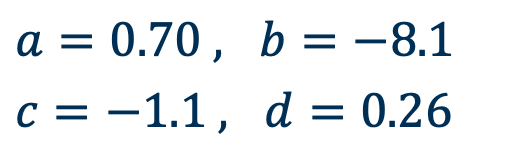 a = 0.70 , b = −8.1
c = −1.1 , d = 0.26